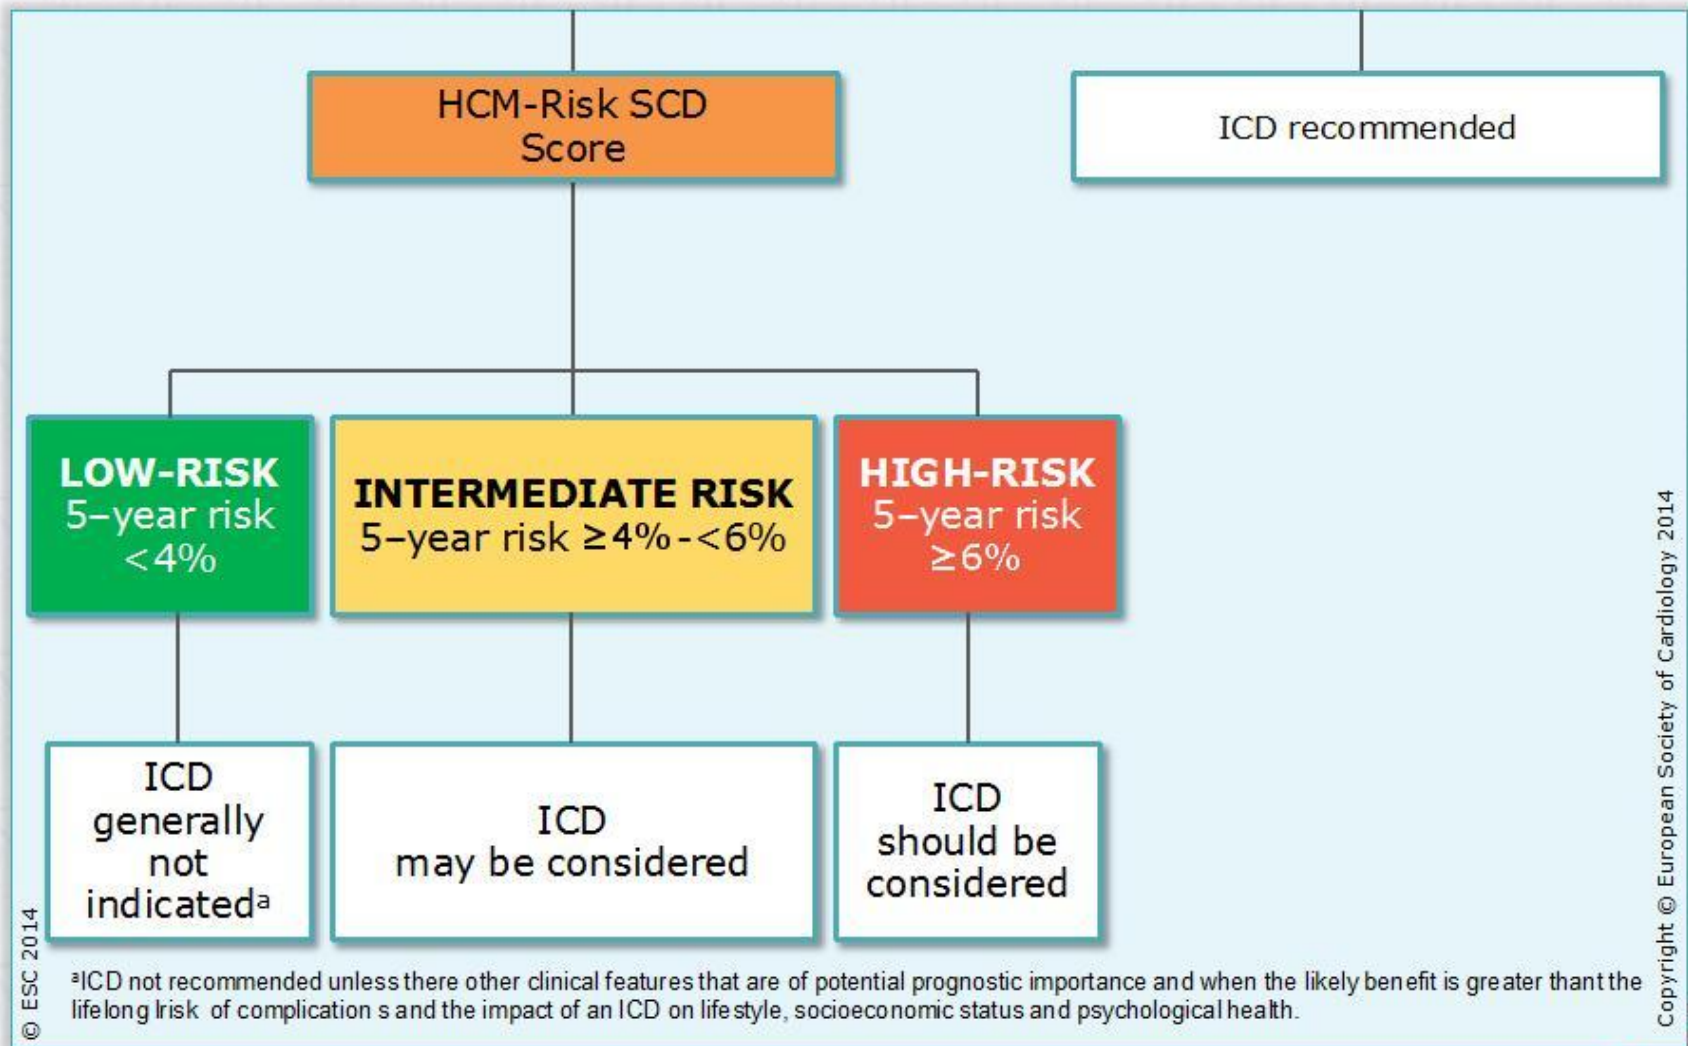 HCM-Risk SCD
Score
ICD recommended
LOW-RISK
5–year risk
<4%
INTERMEDIATE RISK
5–year risk ≥4%-<6%
HIGH-RISK
5–year risk
≥6%
ICD
generally
not
indicatedᵃ
ICD
may be considered
ICD
should be
considered
ᵃICD not recommended unless there other clinical features that are of potential prognostic importance and when the likely benefit is greater thant the
lifelong lrisk of complication s and the impact of an ICD on lifestyle, socioeconomic status and psychological health.
© ESC 2014
Copyright © European Society of Cardiology 2014